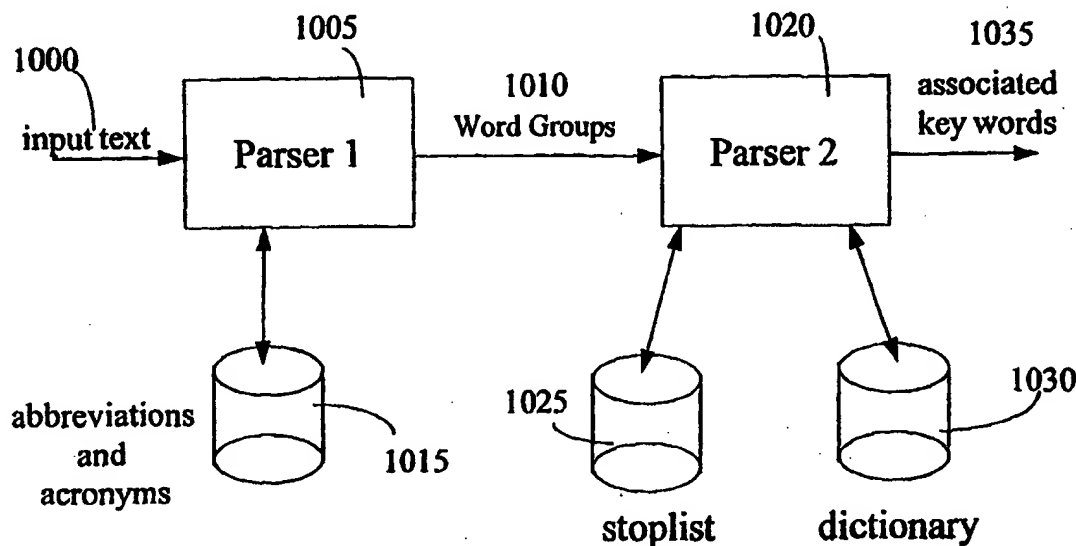 1000
input text
1005
Parser 1
1010
Word Groups
1020
Parser 2
1035
associated
key words
abbreviations
and
acronyms
1015
1025
stoplist
1030
dictionary